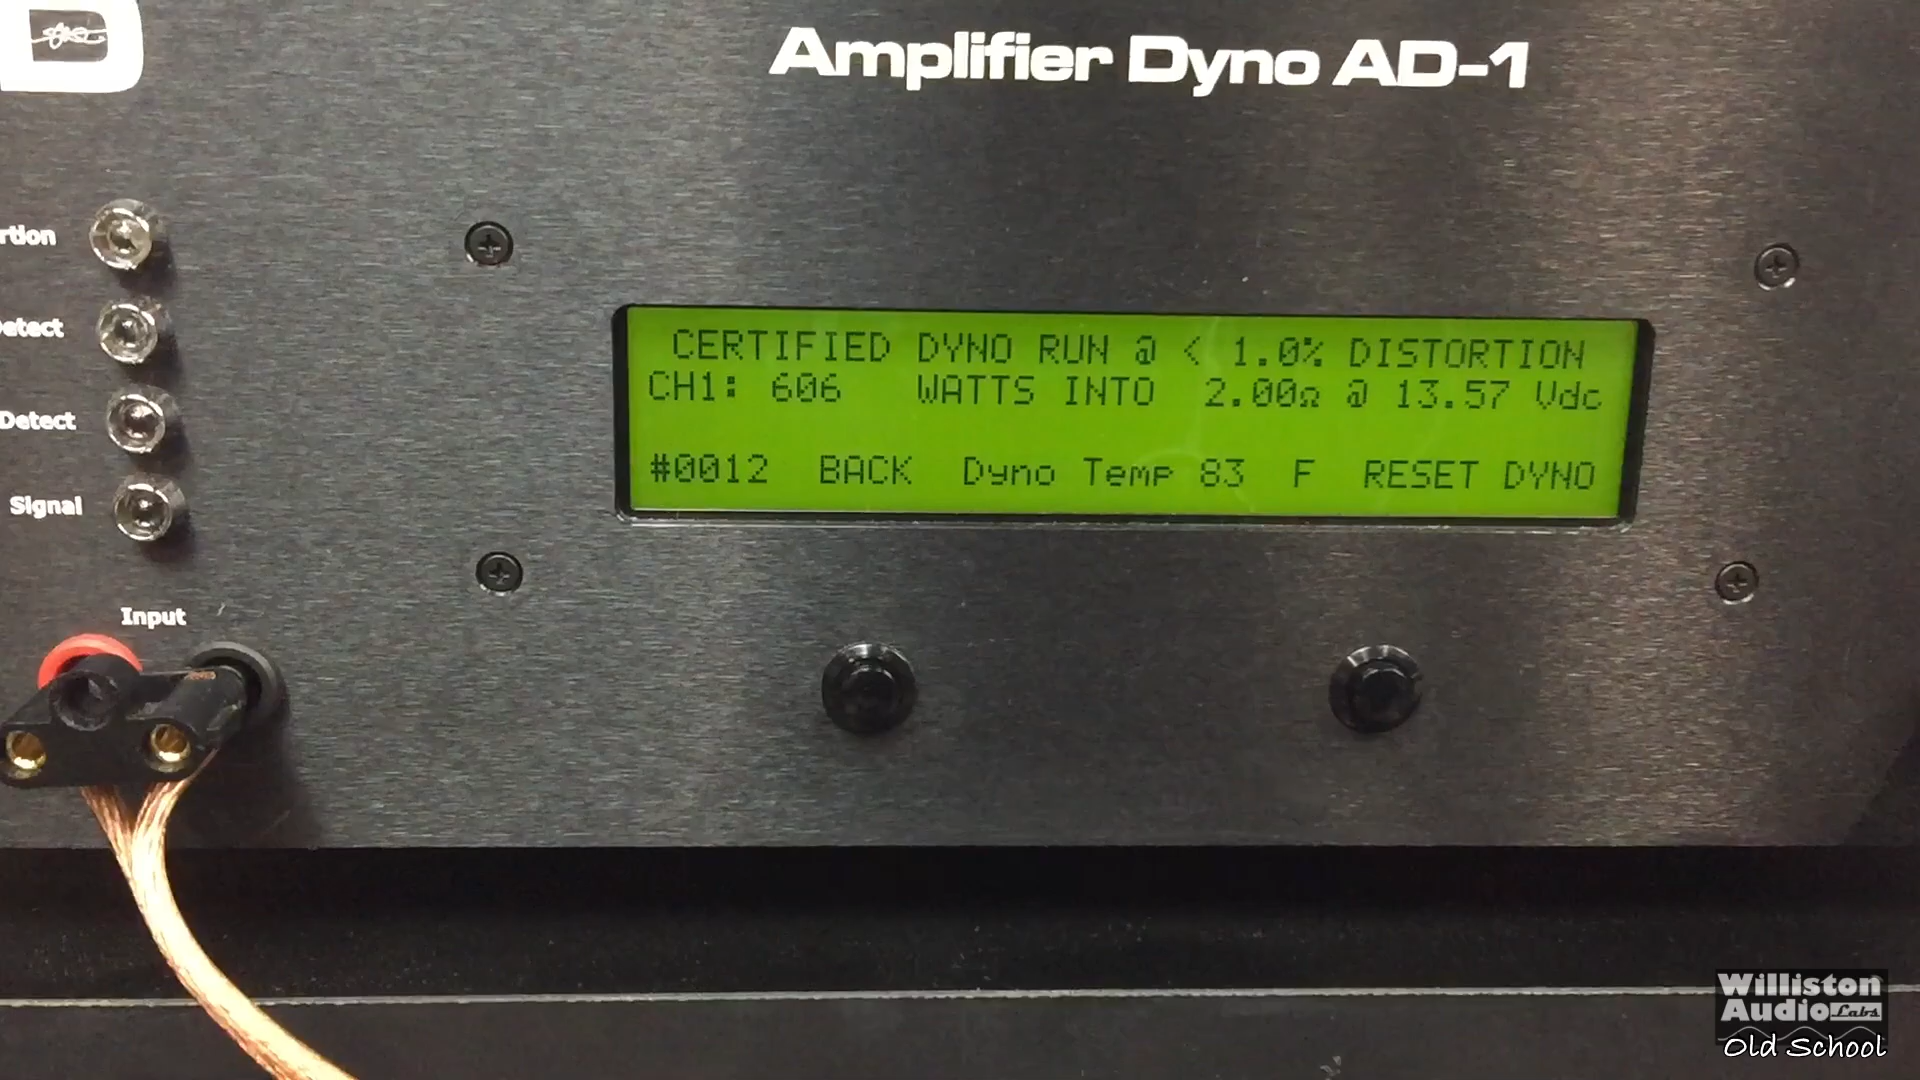 D
Amplifier Dyno AD-1
rtion
etect
Detect
Signal
Input
CERTIFIED DYNO RUN @ < 1.0% DISTORTION
CH1: 606 WATTS INTO 2.00Ω @ 13.57 Vdc
#0012 BACK Dyno Temp 83 F RESET DYNO
Williston
Audio Labs
Old School